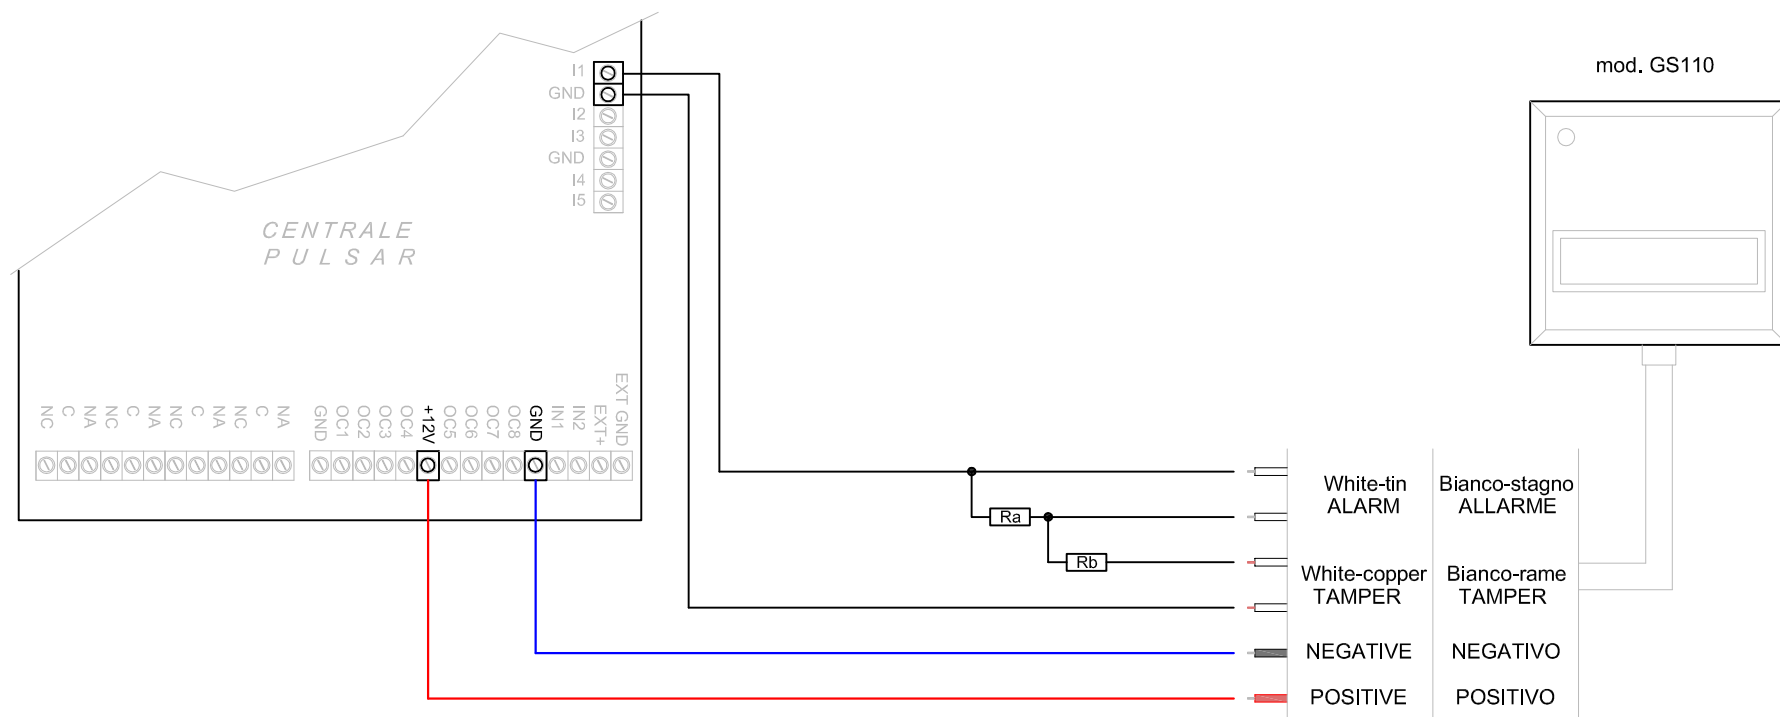 mod. GS110
I1
GND
I2
I3
GND
I4
I5
CENTRALE
PULSAR
NC
C
NA
NC
C
NA
NC
C
NA
NC
C
NA
GND
OC1
OC2
OC3
OC4
+12V
OC5
OC6
OC7
OC8
GND
IN1
IN2
EXT+
EXT GND
Ra
Rb
White-tin
ALARM
Bianco-stagno
ALLARME
White-copper
TAMPER
Bianco-rame
TAMPER
NEGATIVE
NEGATIVO
POSITIVE
POSITIVO